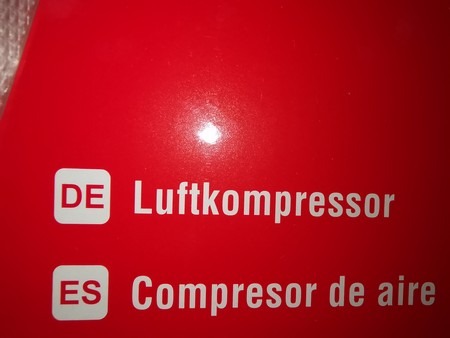 DE Luftkompressor
ES Compresor de aire